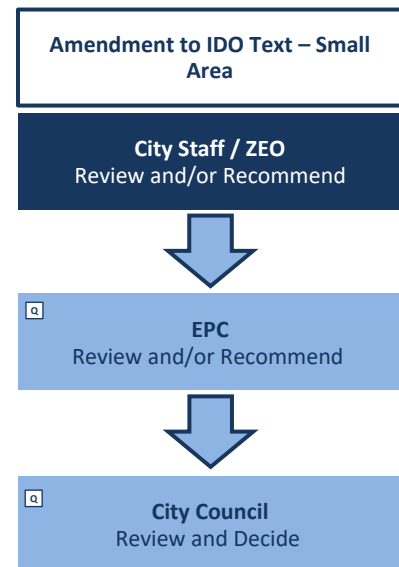 Amendment to IDO Text – Small
Area
City Staff / ZEO
Review and/or Recommend
Q
EPC
Review and/or Recommend
Q
City Council
Review and Decide